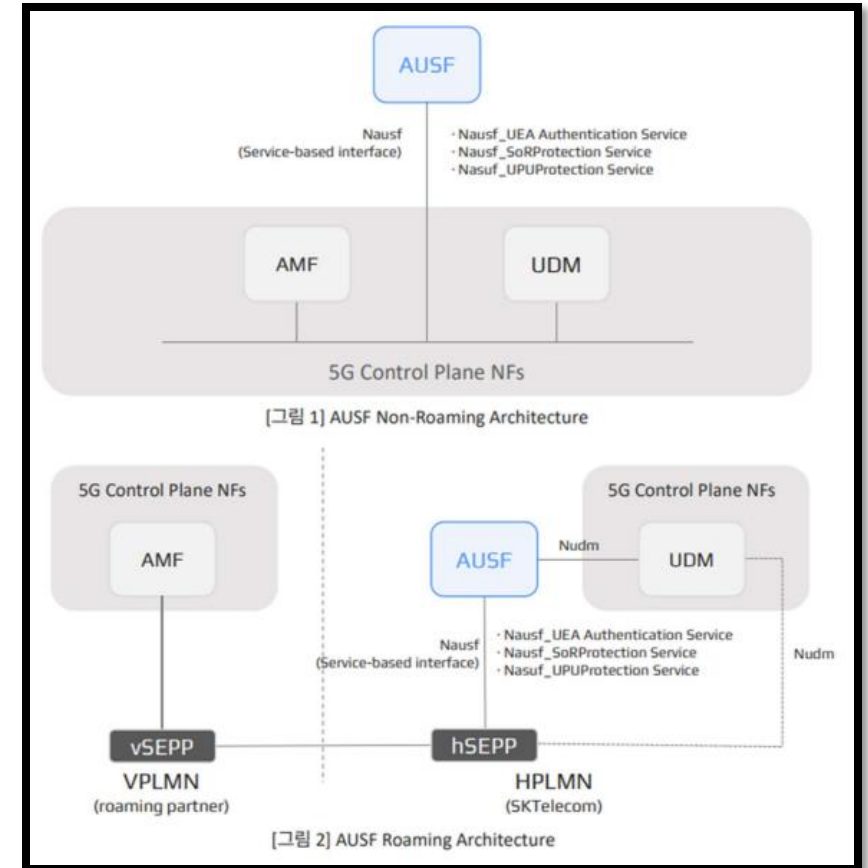 AUSF
Nausf
(Service-based interface)
· Nausf_UEA Authentication Service
· Nausf_SoRProtection Service
· Nasuf_UPUProtection Service
AMF
UDM
5G Control Plane NFs
[그림 1] AUSF Non-Roaming Architecture
5G Control Plane NFs
5G Control Plane NFs
AMF
AUSF
Nudm
UDM
Nausf
(Service-based interface)
· Nausf_UEA Authentication Service
· Nausf_SoRProtection Service
· Nasuf_UPUProtection Service
Nudm
vSEPP
hSEPP
VPLMN
(roaming partner)
HPLMN
(SKTelecom)
[그림 2] AUSF Roaming Architecture